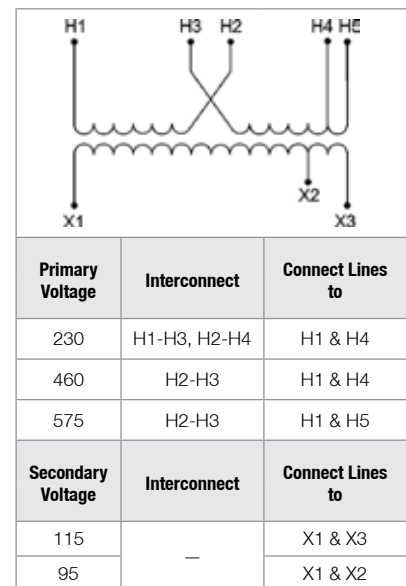 H1 H3 H2 H4 H5
X2
X1 X3
Primary Voltage Interconnect Connect Lines to
230 H1-H3, H2-H4 H1 & H4
460 H2-H3 H1 & H4
575 H2-H3 H1 & H5
Secondary Voltage Interconnect Connect Lines to
115 — X1 & X3
95 X1 & X2